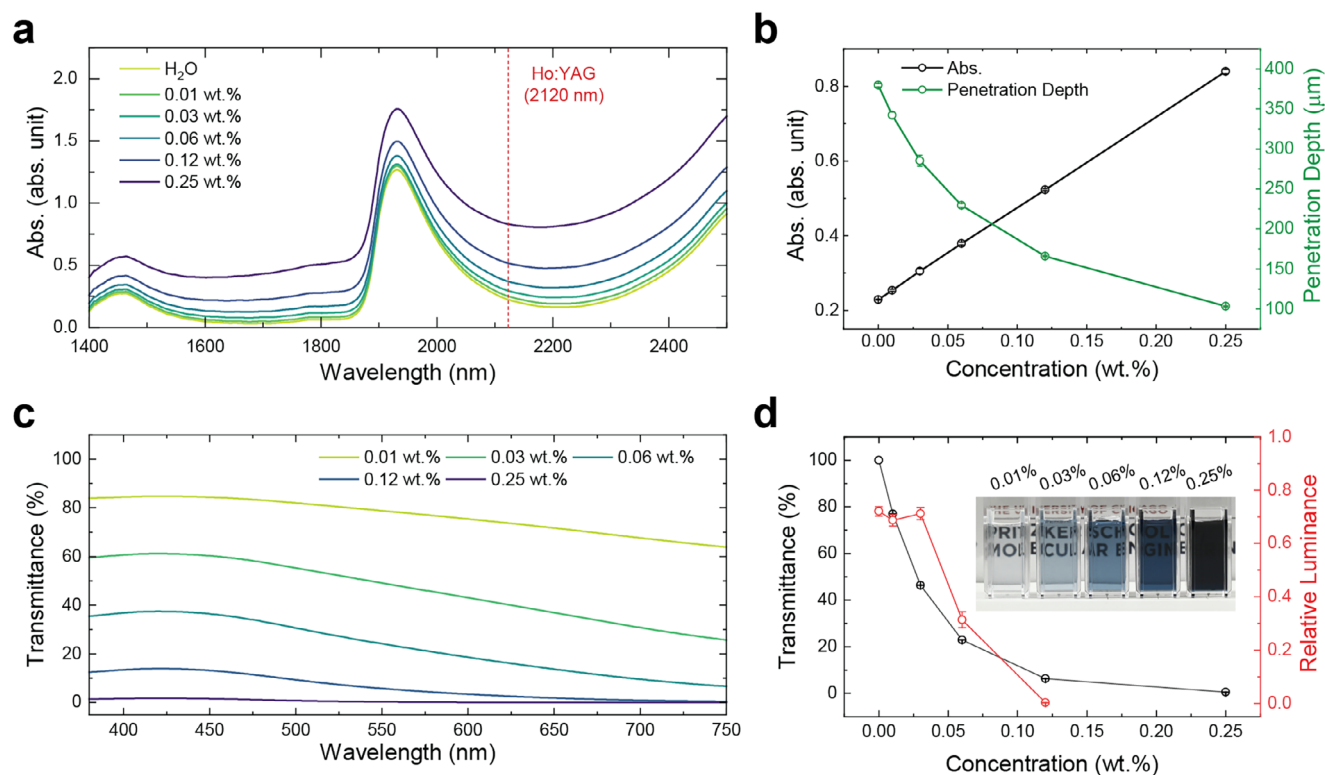 a
2.0
1.5
1.0
0.5
0.0
Abs. (abs. unit)
H₂O
0.01 wt.%
0.03 wt.%
0.06 wt.%
0.12 wt.%
0.25 wt.%
Ho:YAG
(2120 nm)
1400 1600 1800 2000 2200 2400
Wavelength (nm)
b
0.8
0.6
0.4
0.2
Abs. (abs. unit)
Abs.
Penetration Depth
400
350
300
250
200
150
100
Penetration Depth (μm)
0.00 0.05 0.10 0.15 0.20 0.25
Concentration (wt.%)
c
100
80
60
40
20
0
Transmittance (%)
0.01 wt.% 0.03 wt.% 0.06 wt.%
0.12 wt.% 0.25 wt.%
400 450 500 550 600 650 700 750
Wavelength (nm)
d
100
80
60
40
20
0
Transmittance (%)
0.01% 0.03% 0.06% 0.12% 0.25%
PRITZKER SCHOOL O
MOLECULAR ENGINE
1.0
0.8
0.6
0.4
0.2
0.0
Relative Luminance
0.00 0.05 0.10 0.15 0.20 0.25
Concentration (wt.%)